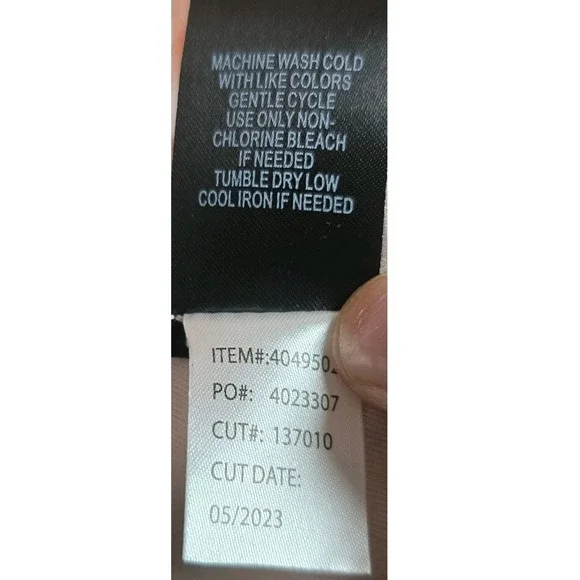 MACHINE WASH COLD
WITH LIKE COLORS
GENTLE CYCLE
USE ONLY NON-
CHLORINE BLEACH
IF NEEDED
TUMBLE DRY LOW
COOL IRON IF NEEDED
ITEM#:
PO#: 4023307
CUT#: 137010
CUT DATE:
05/2023